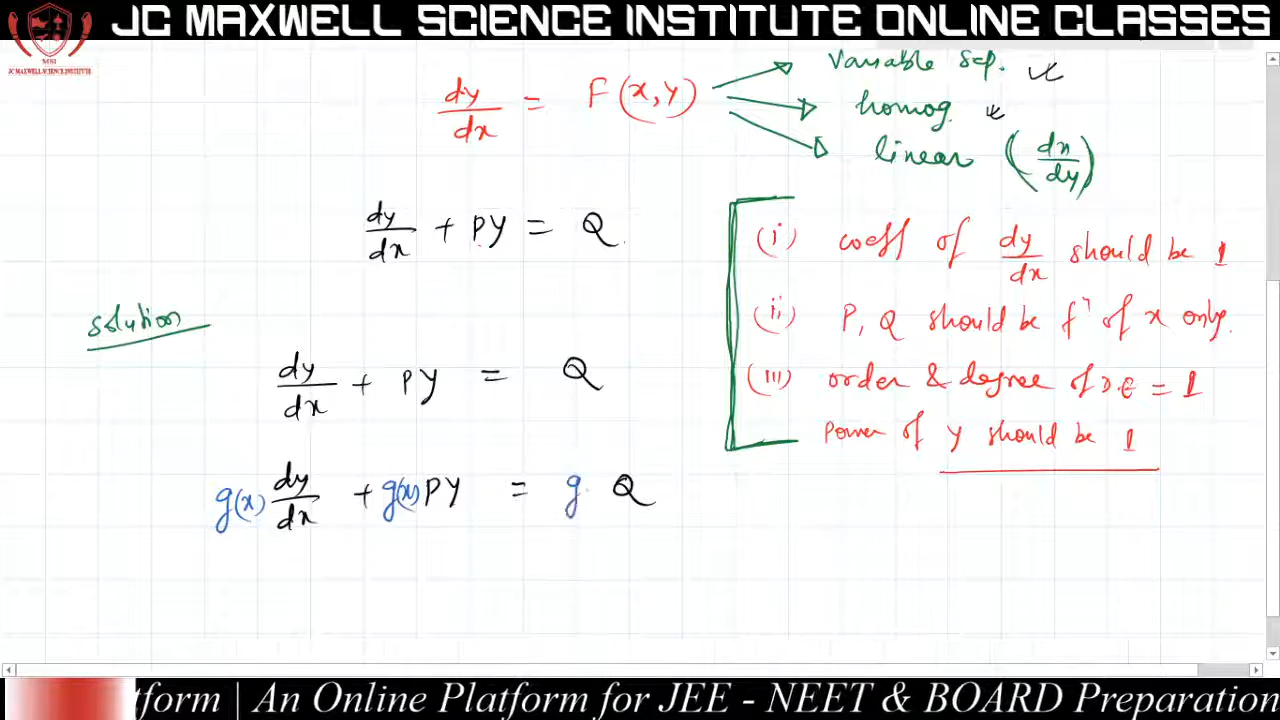 JC MAXWELL SCIENCE INSTITUTE ONLINE CLASSES
MSI
JC MAXWELL SCIENCE INSTITUTE
dy/dx = F(x,y)
Variable Sep.
homog.
linear (dx/dy)
dy/dx + Py = Q
(i) coeff of dy/dx should be 1
(ii) P, Q should be fⁿ of x only.
(iii) order & degree of DE = 1
Power of y should be 1
solution
dy/dx + Py = Q
g(x) dy/dx + g(x) Py = g. Q
tform | An Online Platform for JEE - NEET & BOARD Preparation